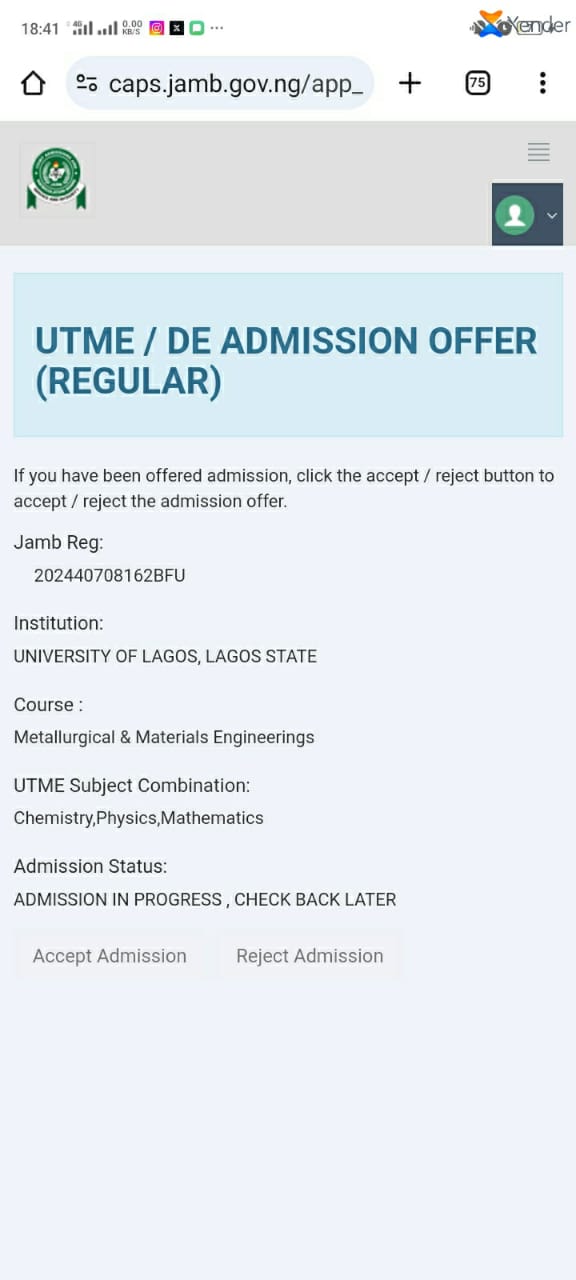 18:41 4G 0.00 KB/S Xender
75 caps.jamb.gov.ng/app_
UTME / DE ADMISSION OFFER
(REGULAR)
If you have been offered admission, click the accept / reject button to
accept / reject the admission offer.
Jamb Reg:
202440708162BFU
Institution:
UNIVERSITY OF LAGOS, LAGOS STATE
Course :
Metallurgical & Materials Engineerings
UTME Subject Combination:
Chemistry,Physics,Mathematics
Admission Status:
ADMISSION IN PROGRESS , CHECK BACK LATER
Accept Admission Reject Admission